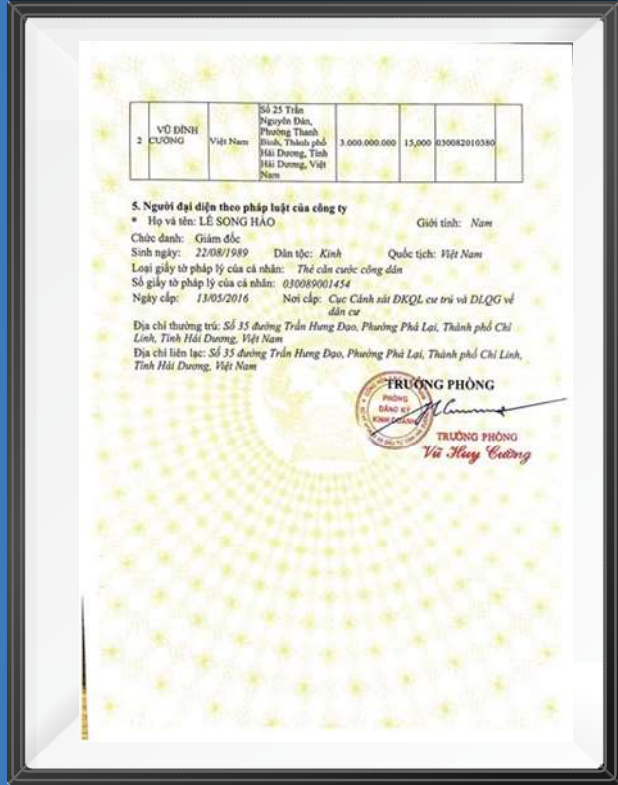 2 VŨ ĐÌNH CƯỜNG Việt Nam Số 25 Trần Nguyên Đán, Phường Thanh Bình, Thành phố Hải Dương, Tỉnh Hải Dương, Việt Nam 3.000.000.000 15,000 030082010380
5. Người đại diện theo pháp luật của công ty
* Họ và tên: LÊ SONG HÀO Giới tính: Nam
Chức danh: Giám đốc
Sinh ngày: 22/08/1989 Dân tộc: Kinh Quốc tịch: Việt Nam
Loại giấy tờ pháp lý của cá nhân: Thẻ căn cước công dân
Số giấy tờ pháp lý của cá nhân: 030089001454
Ngày cấp: 13/05/2016 Nơi cấp: Cục Cảnh sát ĐKQL cư trú và DLQG về
dân cư
Địa chỉ thường trú: Số 35 đường Trần Hưng Đạo, Phường Phả Lại, Thành phố Chí
Linh, Tỉnh Hải Dương, Việt Nam
Địa chỉ liên lạc: Số 35 đường Trần Hưng Đạo, Phường Phả Lại, Thành phố Chí Linh,
Tỉnh Hải Dương, Việt Nam
TRƯỞNG PHÒNG
PHÒNG
ĐĂNG KÝ
KINH DOANH
TRƯỞNG PHÒNG
Vũ Huy Cường